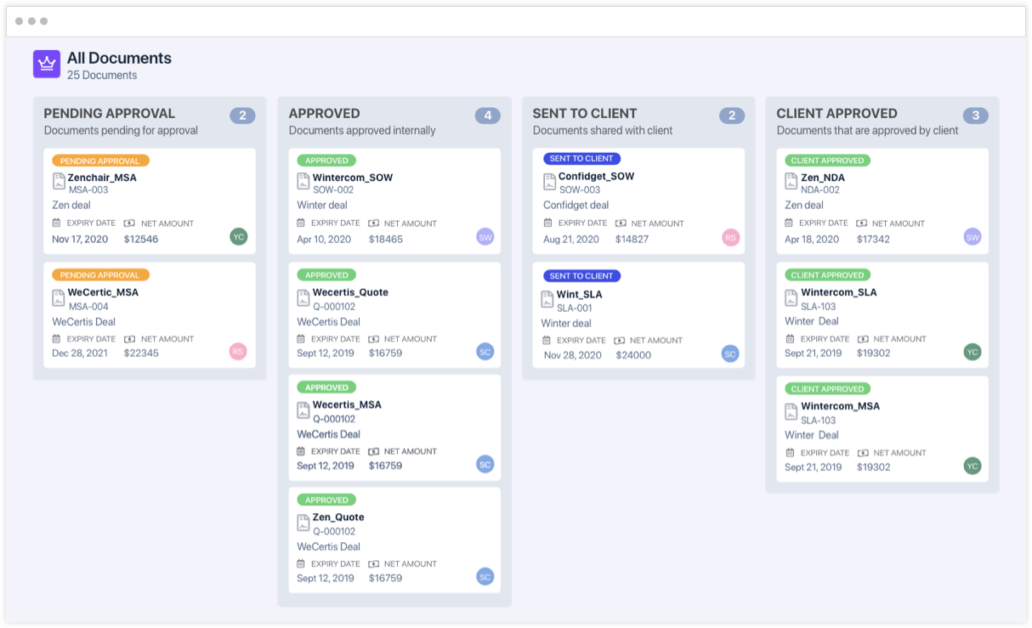 All Documents
25 Documents
PENDING APPROVAL
2
Documents pending for approval
PENDING APPROVAL
Zenchair_MSA
MSA-003
Zen deal
EXPIRY DATE NET AMOUNT
Nov 17, 2020 $12546
YC
PENDING APPROVAL
WeCertic_MSA
MSA-004
WeCertis Deal
EXPIRY DATE NET AMOUNT
Dec 28, 2021 $22345
RS
APPROVED
4
Documents approved internally
APPROVED
Wintercom_SOW
SOW-002
Winter deal
EXPIRY DATE NET AMOUNT
Apr 10, 2020 $18465
SW
APPROVED
Wecertis_Quote
Q-000102
WeCertis Deal
EXPIRY DATE NET AMOUNT
Sept 12, 2019 $16759
SC
APPROVED
Wecertis_MSA
Q-000102
WeCertis Deal
EXPIRY DATE NET AMOUNT
Sept 12, 2019 $16759
SC
APPROVED
Zen_Quote
Q-000102
WeCertis Deal
EXPIRY DATE NET AMOUNT
Sept 12, 2019 $16759
SC
SENT TO CLIENT
2
Documents shared with client
SENT TO CLIENT
Confidget_SOW
SOW-003
Confidget deal
EXPIRY DATE NET AMOUNT
Aug 21, 2020 $14827
RS
SENT TO CLIENT
Wint_SLA
SLA-001
Winter deal
EXPIRY DATE NET AMOUNT
Nov 28, 2020 $24000
SC
CLIENT APPROVED
3
Documents that are approved by client
CLIENT APPROVED
Zen_NDA
NDA-002
Zen deal
EXPIRY DATE NET AMOUNT
Apr 18, 2020 $17342
SW
CLIENT APPROVED
Wintercom_SLA
SLA-103
Winter Deal
EXPIRY DATE NET AMOUNT
Sept 21, 2019 $19302
YC
CLIENT APPROVED
Wintercom_MSA
SLA-103
Winter Deal
EXPIRY DATE NET AMOUNT
Sept 21, 2019 $19302
YC